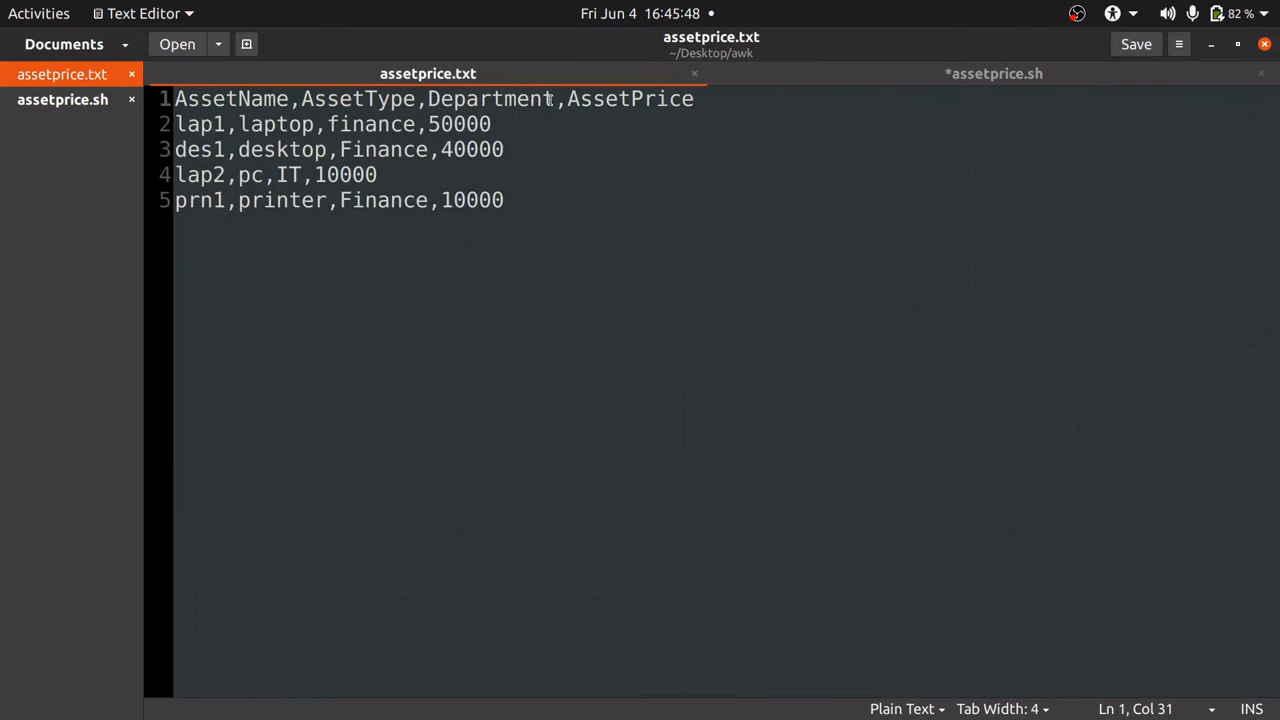 Activities Text Editor Fri Jun 4 16:45:48 82 %
Documents Open assetprice.txt Save
~/Desktop/awk
assetprice.txt assetprice.txt *assetprice.sh
assetprice.sh
1 AssetName,AssetType,Department,AssetPrice
2 lap1,laptop,finance,50000
3 des1,desktop,Finance,40000
4 lap2,pc,IT,10000
5 prn1,printer,Finance,10000
Plain Text Tab Width: 4 Ln 1, Col 31 INS